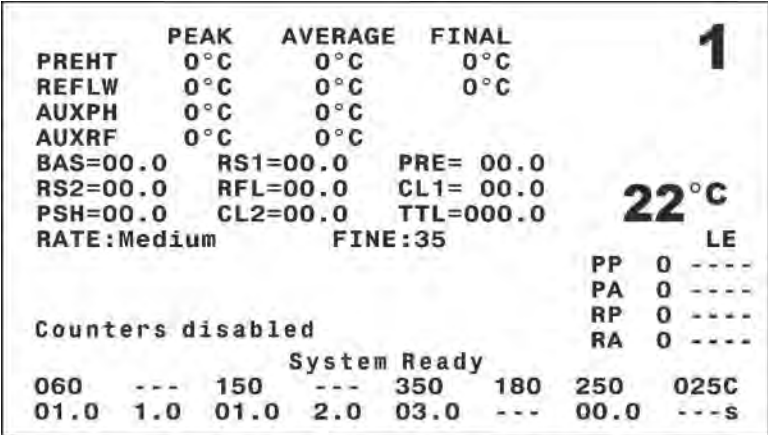 PEAK AVERAGE FINAL 1
PREHT 0°C 0°C 0°C
REFLW 0°C 0°C 0°C
AUXPH 0°C 0°C
AUXRF 0°C 0°C
BAS=00.0 RS1=00.0 PRE= 00.0
RS2=00.0 RFL=00.0 CL1= 00.0
22°C
PSH=00.0 CL2=00.0 TTL=000.0
RATE:Medium FINE:35 LE
PP 0 ----
PA 0 ----
RP 0 ----
Counters disabled
RA 0 ----
System Ready
060 --- 150 --- 350 180 250 025C
01.0 1.0 01.0 2.0 03.0 --- 00.0 ---s